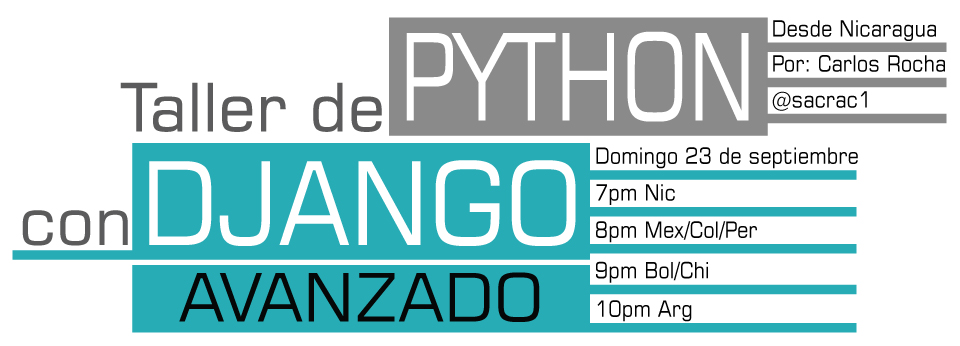 Taller de PYTHON
con DJANGO
AVANZADO
Desde Nicaragua
Por: Carlos Rocha
@sacrac1
Domingo 23 de septiembre
7pm Nic
8pm Mex/Col/Per
9pm Bol/Chi
10pm Arg